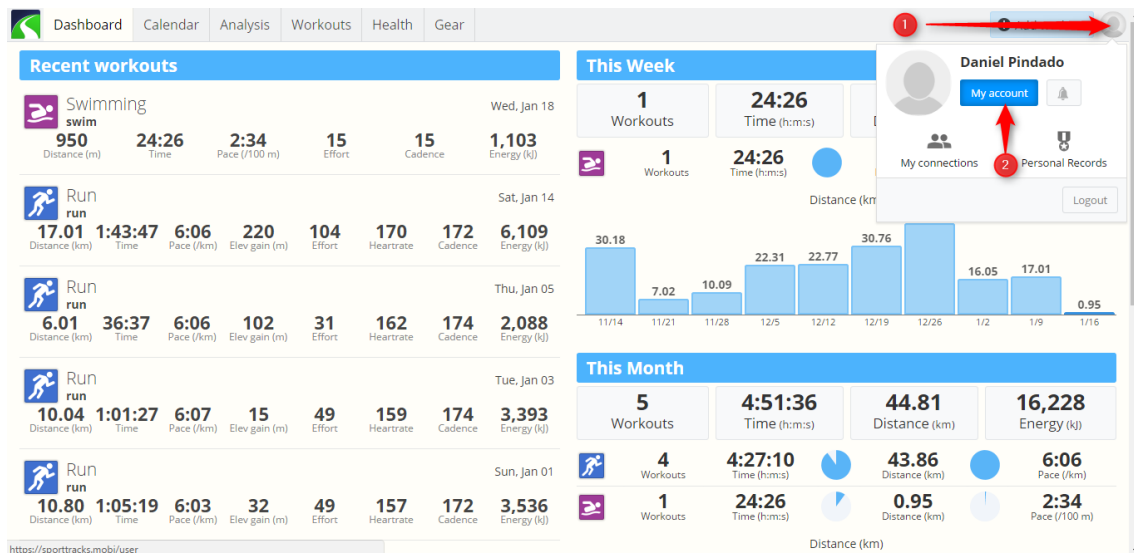 Dashboard Calendar Analysis Workouts Health Gear
1
Recent workouts
Swimming Wed, Jan 18
swim
950 24:26 2:34 15 15 1,103
Distance (m) Time Pace (/100 m) Effort Cadence Energy (kJ)
Run Sat, Jan 14
run
17.01 1:43:47 6:06 220 104 170 172 6,109
Distance (km) Time Pace (/km) Elev gain (m) Effort Heartrate Cadence Energy (kJ)
Run Thu, Jan 05
run
6.01 36:37 6:06 102 31 162 174 2,088
Distance (km) Time Pace (/km) Elev gain (m) Effort Heartrate Cadence Energy (kJ)
Run Tue, Jan 03
run
10.04 1:01:27 6:07 15 49 159 174 3,393
Distance (km) Time Pace (/km) Elev gain (m) Effort Heartrate Cadence Energy (kJ)
Run Sun, Jan 01
run
10.80 1:05:19 6:03 32 49 157 172 3,536
Distance (km) Time Pace (/km) Elev gain (m) Effort Heartrate Cadence Energy (kJ)
https://sporttracks.mobi/user
This Week
1 24:26
Workouts Time (h:m:s)
1 24:26
Workouts Time (h:m:s)
Distance (km
30.18 7.02 10.09 22.31 22.77 30.76 16.05 17.01 0.95
11/14 11/21 11/28 12/5 12/12 12/19 12/26 1/2 1/9 1/16
Daniel Pindado
My account
2
My connections Personal Records
Logout
This Month
5 4:51:36 44.81 16,228
Workouts Time (h:m:s) Distance (km) Energy (kJ)
4 4:27:10 43.86 6:06
Workouts Time (h:m:s) Distance (km) Pace (/km)
1 24:26 0.95 2:34
Workouts Time (h:m:s) Distance (km) Pace (/100 m)
Distance (km)